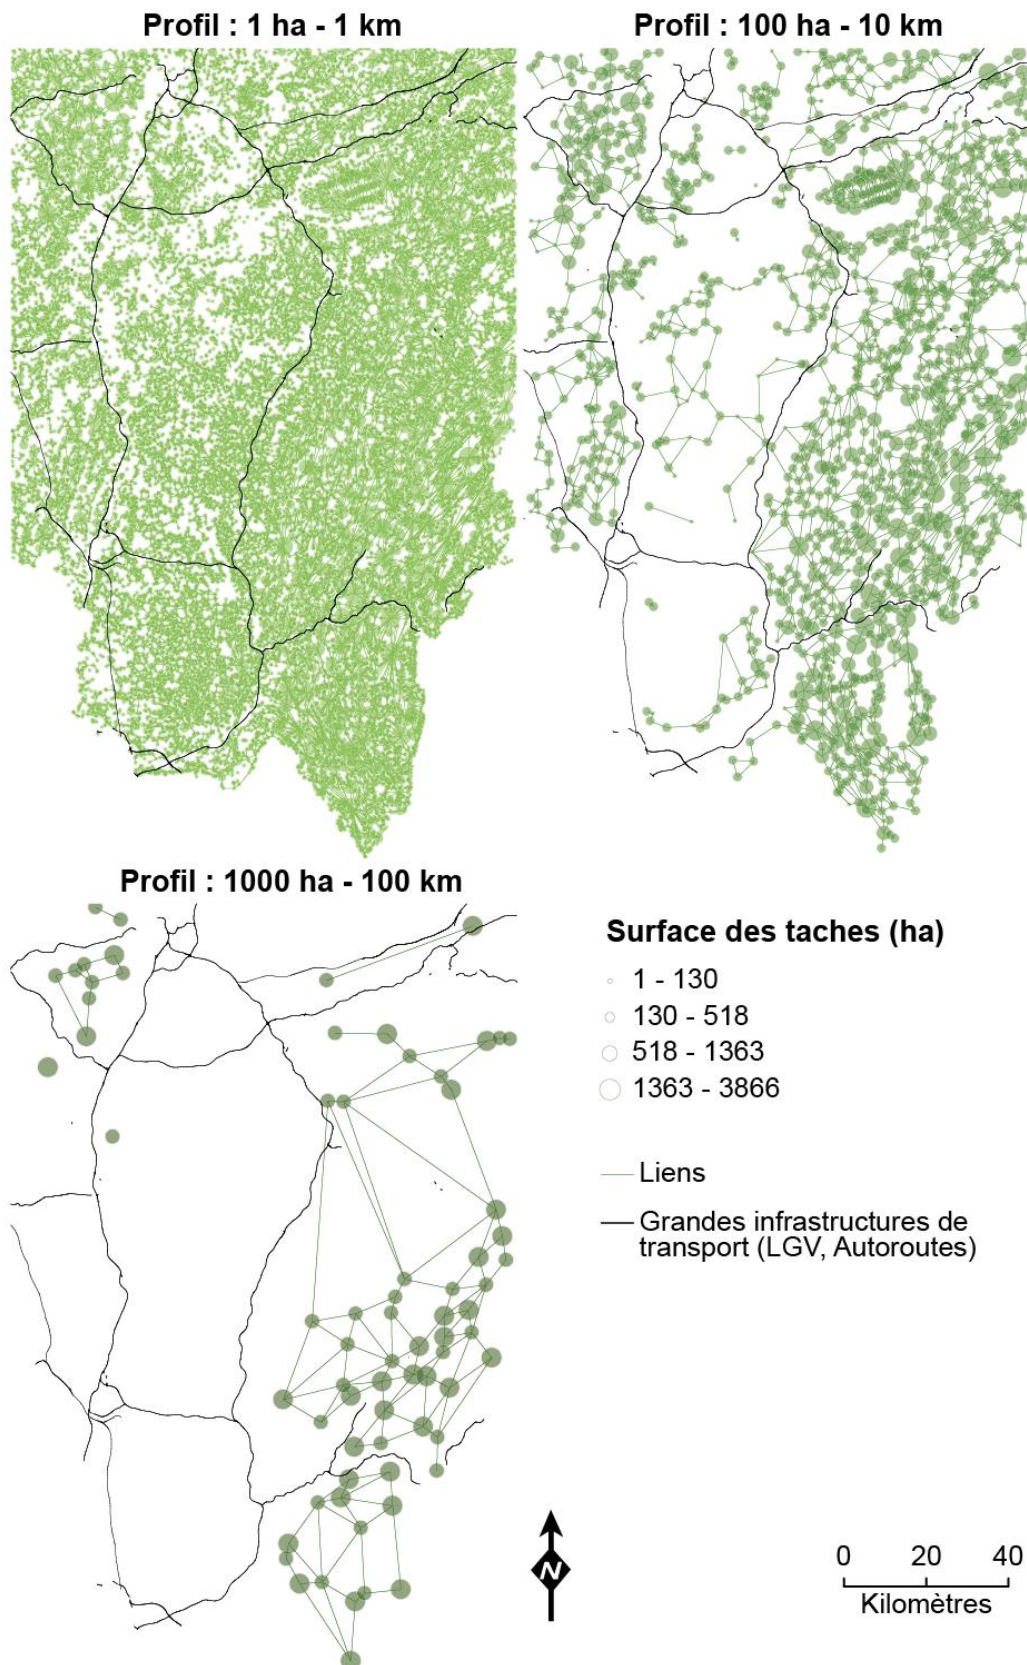 Profil : 1 ha - 1 km
Profil : 100 ha - 10 km
Profil : 1000 ha - 100 km
Surface des taches (ha)
1 - 130
130 - 518
518 - 1363
1363 - 3866
Liens
Grandes infrastructures de
transport (LGV, Autoroutes)
N
0 20 40
Kilomètres